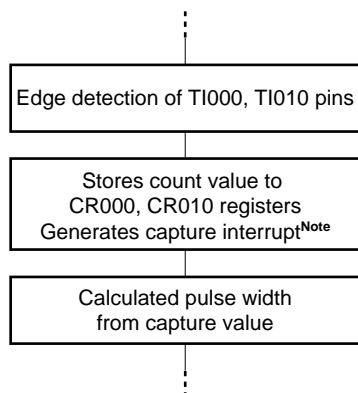 Edge detection of TI000, TI010 pins
Stores count value to
CR000, CR010 registers
Generates capture interruptNote
Calculated pulse width
from capture value